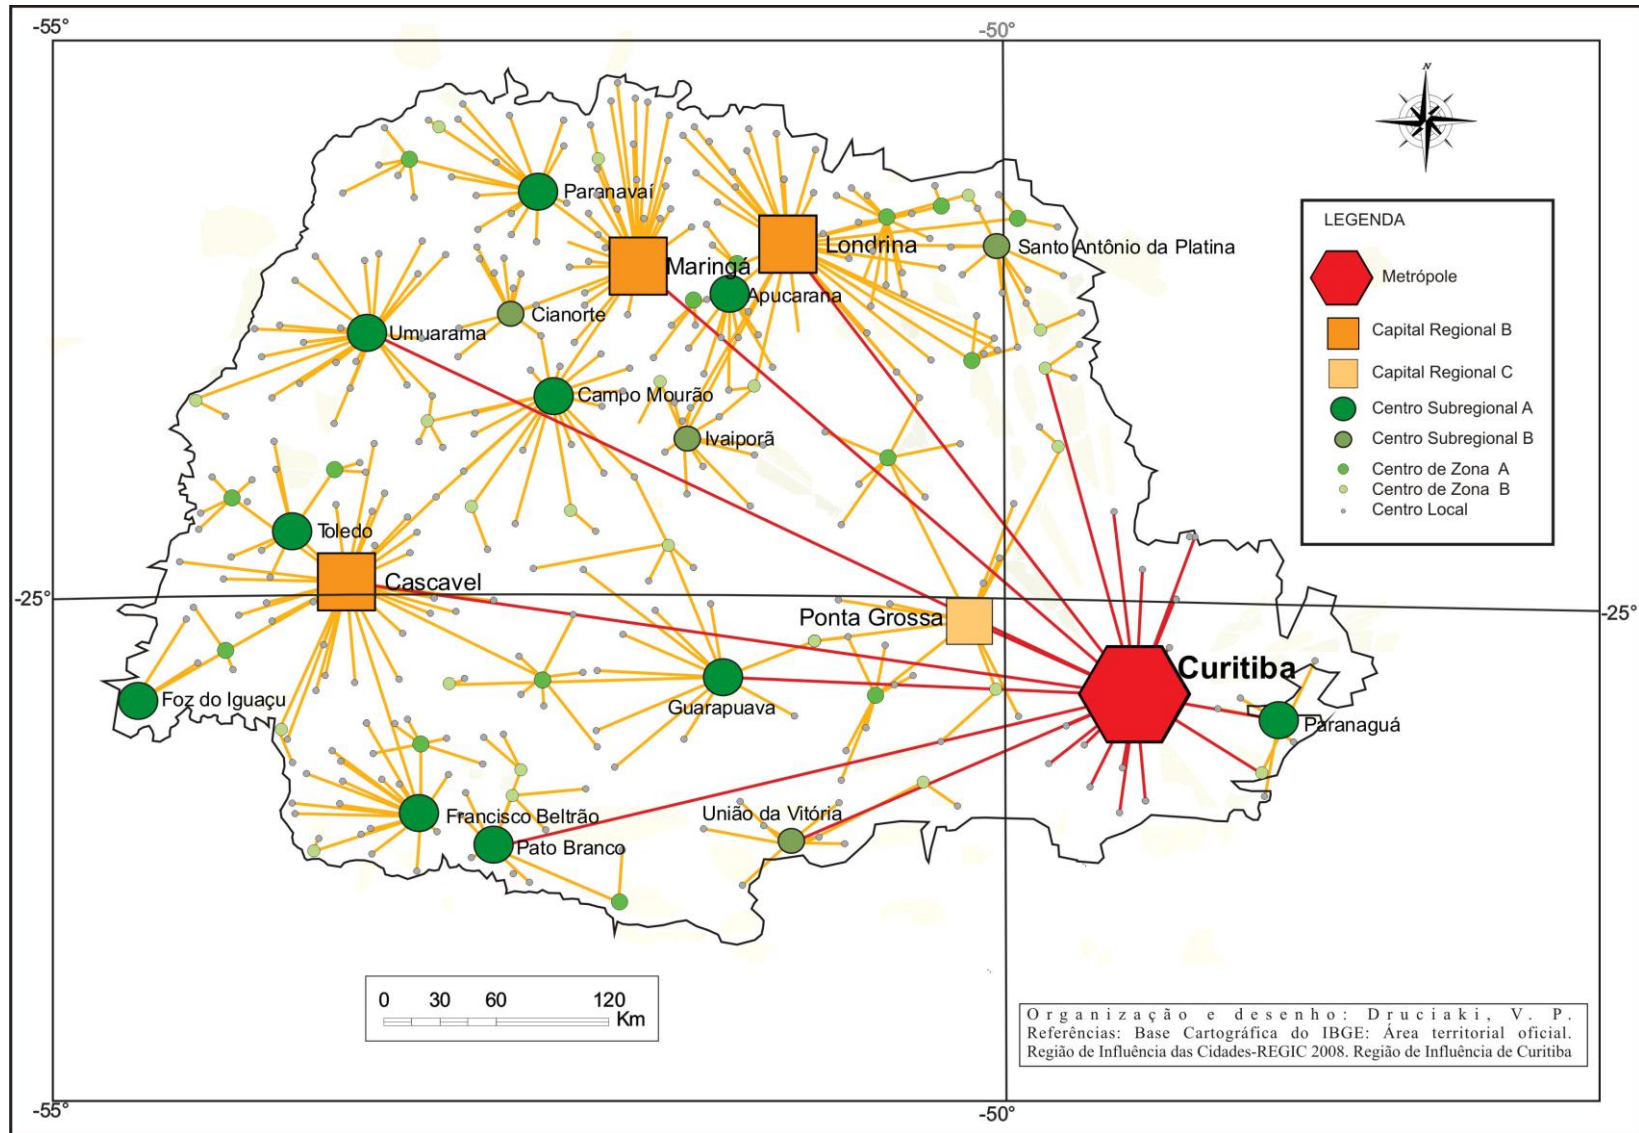 -55°
-50°
N
Paranavaí
Londrina
Santo Antônio da Platina
Maringá
Apucarana
Cianorte
Umuarama
Campo Mourão
Ivaiporã
Toledo
Cascavel
-25°
-25°
Ponta Grossa
Curitiba
Foz do Iguaçu
Guarapuava
Paranaguá
Francisco Beltrão
União da Vitória
Pato Branco
LEGENDA
Metrópole
Capital Regional B
Capital Regional C
Centro Subregional A
Centro Subregional B
Centro de Zona A
Centro de Zona B
Centro Local
0 30 60 120
Km
Organização e desenho: Druciaki, V. P.
Referências: Base Cartográfica do IBGE: Área territorial oficial.
Região de Influência das Cidades-REGIC 2008. Região de Influência de Curitiba
-55°
-50°